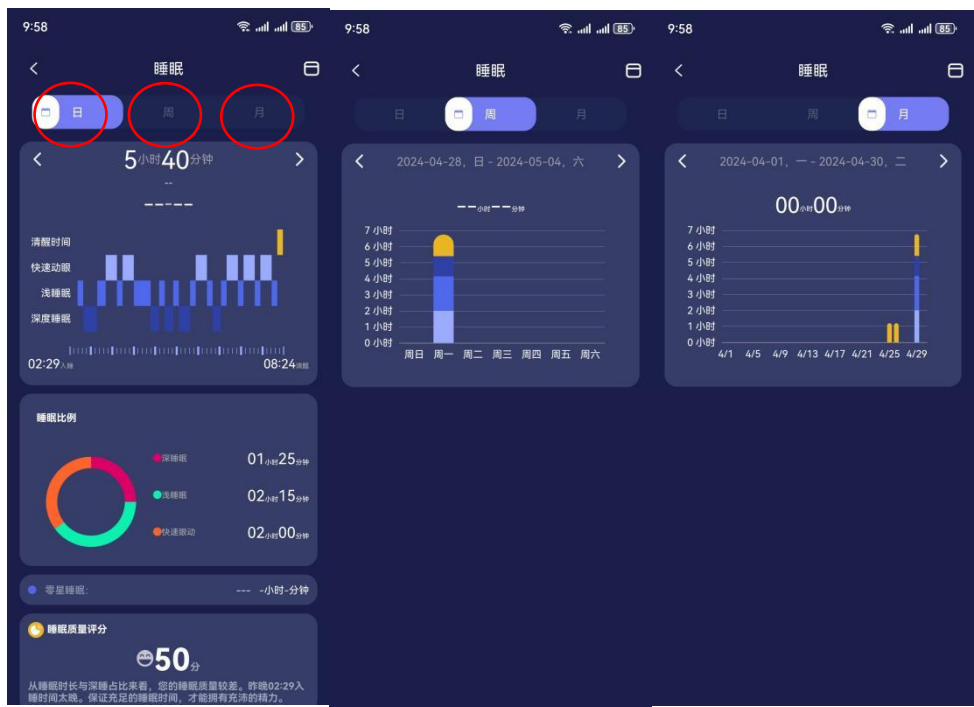 9:58
85
睡眠
日
周
月
5小时40分钟
--
-----
清醒时间
快速动眼
浅睡眠
深度睡眠
02:29入睡
08:24清醒
睡眠比例
深睡眠
01小时25分钟
浅睡眠
02小时15分钟
快速眼动
02小时00分钟
零星睡眠:
--- -小时-分钟
睡眠质量评分
50分
从睡眠时长与深睡占比来看，您的睡眠质量较差。昨晚02:29入
睡时间太晚。保证充足的睡眠时间，才能拥有充沛的精力。
9:58
85
睡眠
日
周
月
2024-04-28，日 - 2024-05-04，六
--小时--分钟
7 小时
6 小时
5 小时
4 小时
3 小时
2 小时
1 小时
0 小时
周日 周一 周二 周三 周四 周五 周六
9:58
85
睡眠
日
周
月
2024-04-01，一 - 2024-04-30，二
00小时00分钟
7 小时
6 小时
5 小时
4 小时
3 小时
2 小时
1 小时
0 小时
4/1 4/5 4/9 4/13 4/17 4/21 4/25 4/29